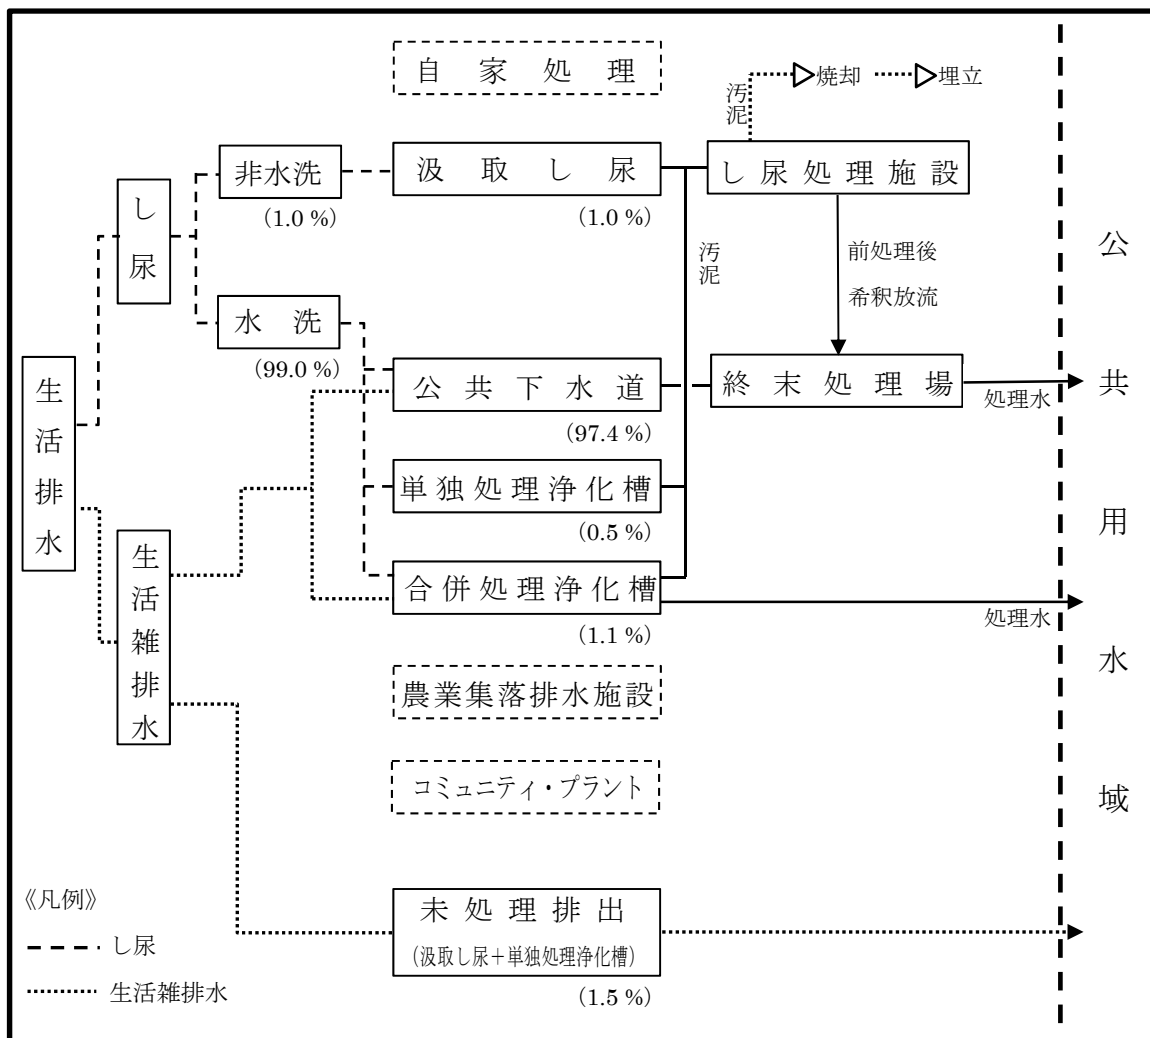 自家処理
汚泥
焼却
埋立
し尿
非水洗
(1.0 %)
汲取し尿
(1.0 %)
し尿処理施設
汚泥
前処理後
希釈放流
水洗
(99.0 %)
公共下水道
(97.4 %)
終末処理場
処理水
生活排水
単独処理浄化槽
(0.5 %)
生活雑排水
合併処理浄化槽
(1.1 %)
処理水
農業集落排水施設
コミュニティ・プラント
未処理排出
(汲取し尿+単独処理浄化槽)
(1.5 %)
公共用水域
《凡例》
し尿
生活雑排水